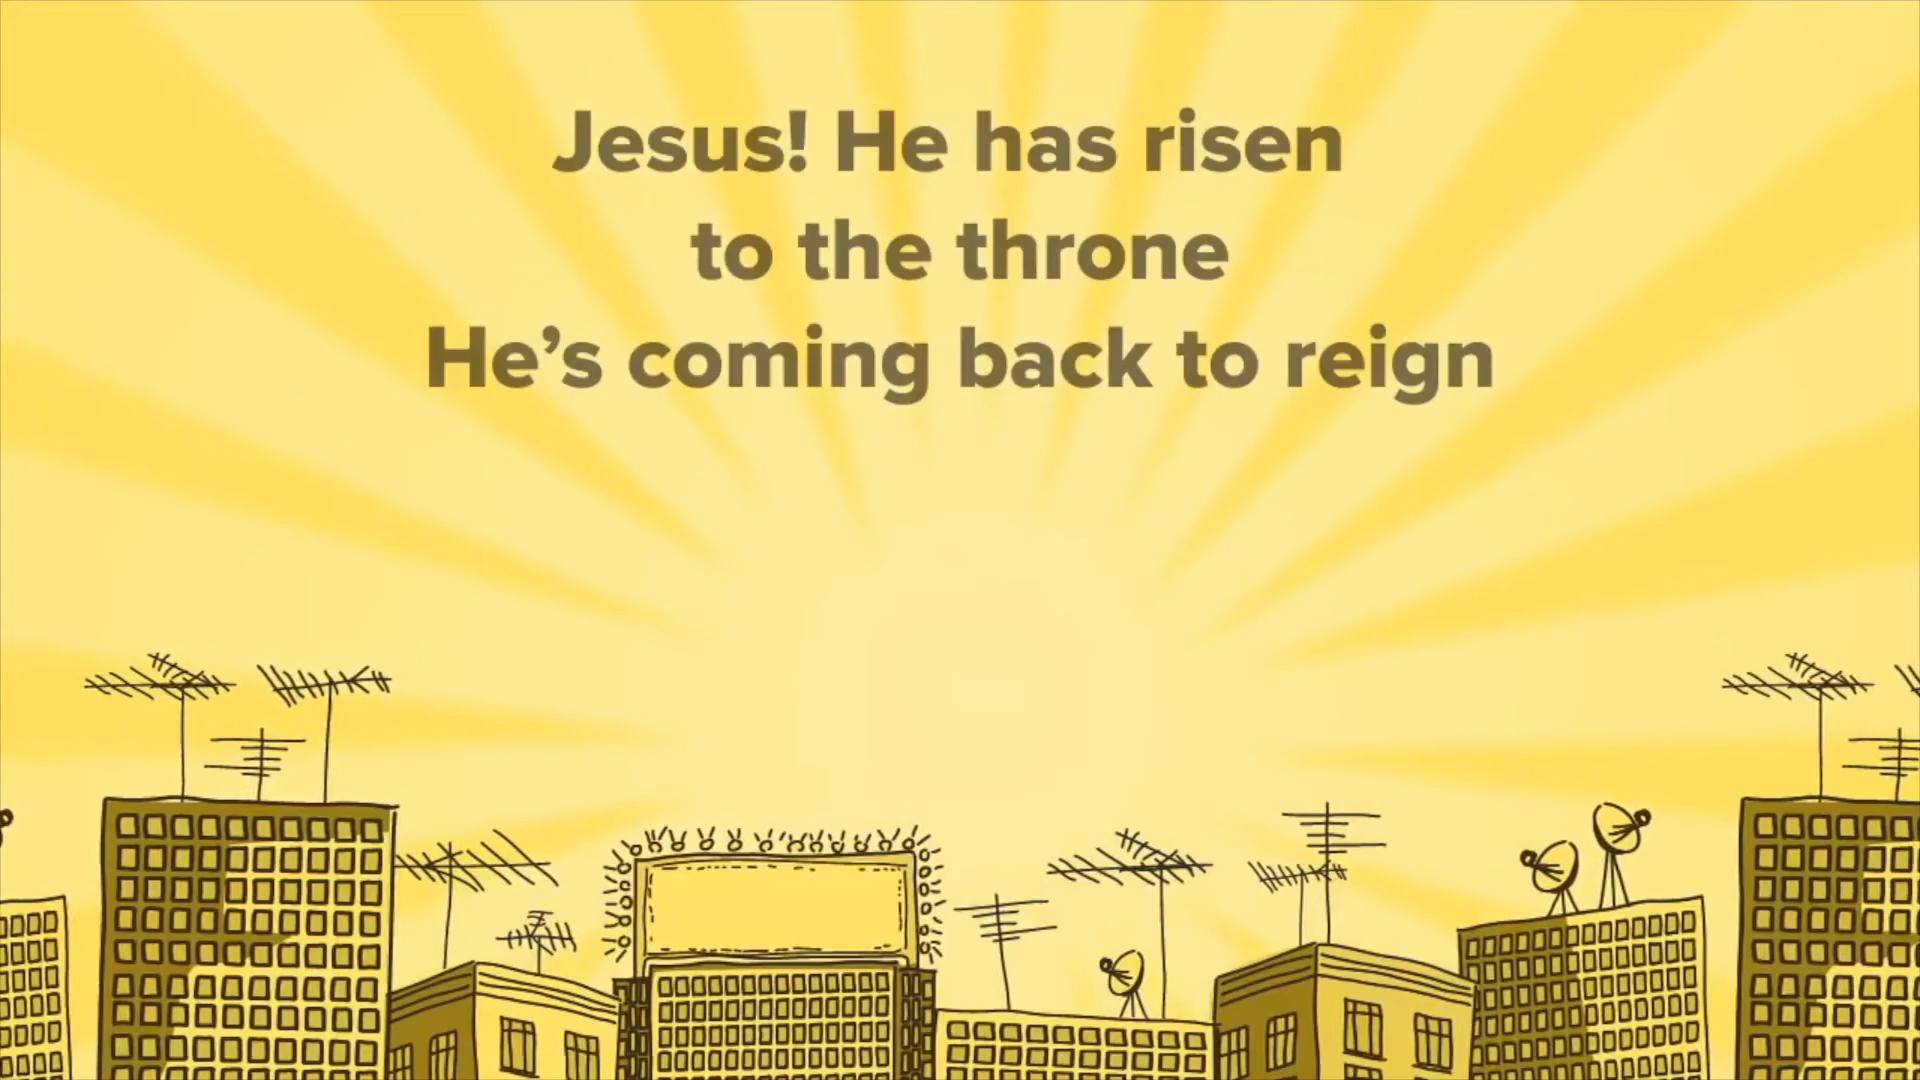 Jesus! He has risen
to the throne
He’s coming back to reign